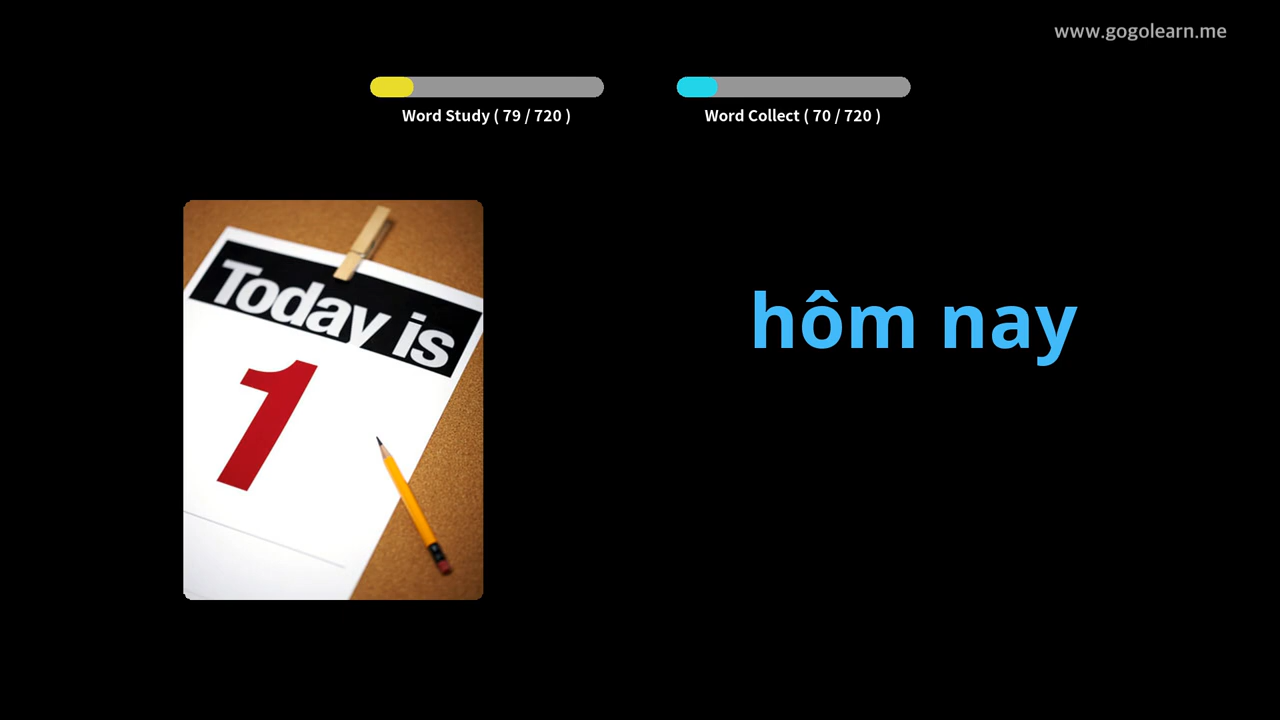 www.gogolearn.me
Word Study ( 79 / 720 )
Word Collect ( 70 / 720 )
Today is
1
hôm nay